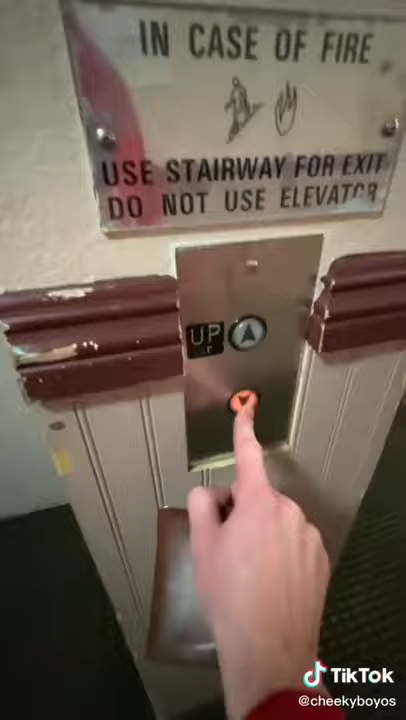 IN CASE OF FIRE
USE STAIRWAY FOR EXIT
DO NOT USE ELEVATOR
UP
TikTok
@cheekyboyos